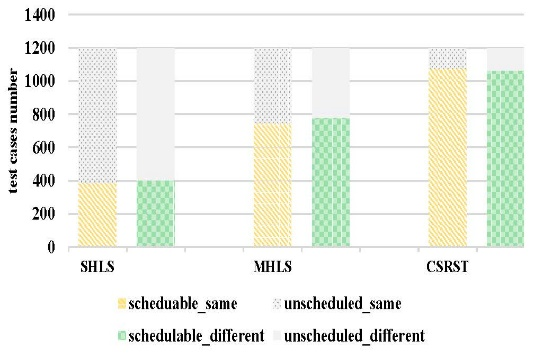 1400
1200
1000
800
600
400
200
0
test cases number
SHLS MHLS CSRST
scheduable_same unscheduled_same
schedulable_different unscheduled_different